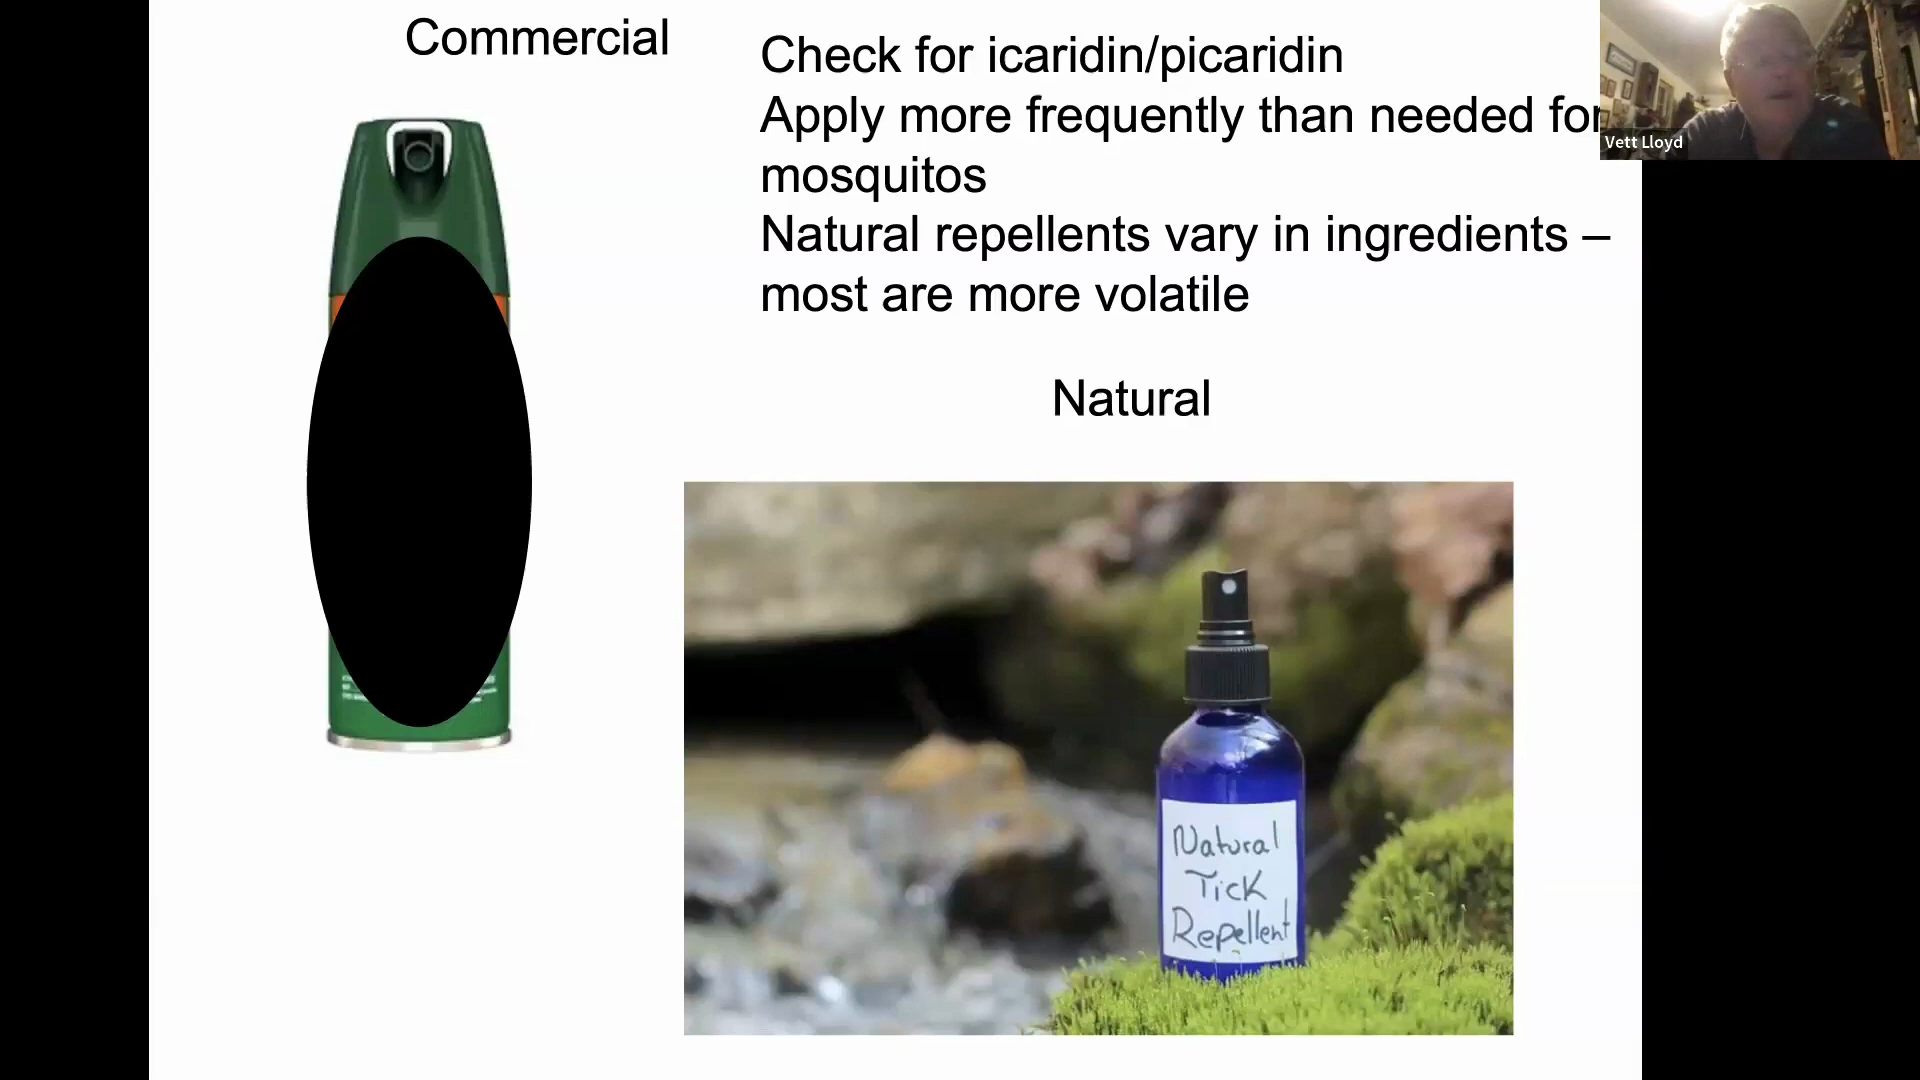 Commercial
Check for icaridin/picaridin
Apply more frequently than needed for
mosquitos
Natural repellents vary in ingredients –
most are more volatile
Vett Lloyd
Natural
Natural
Tick
Repellent